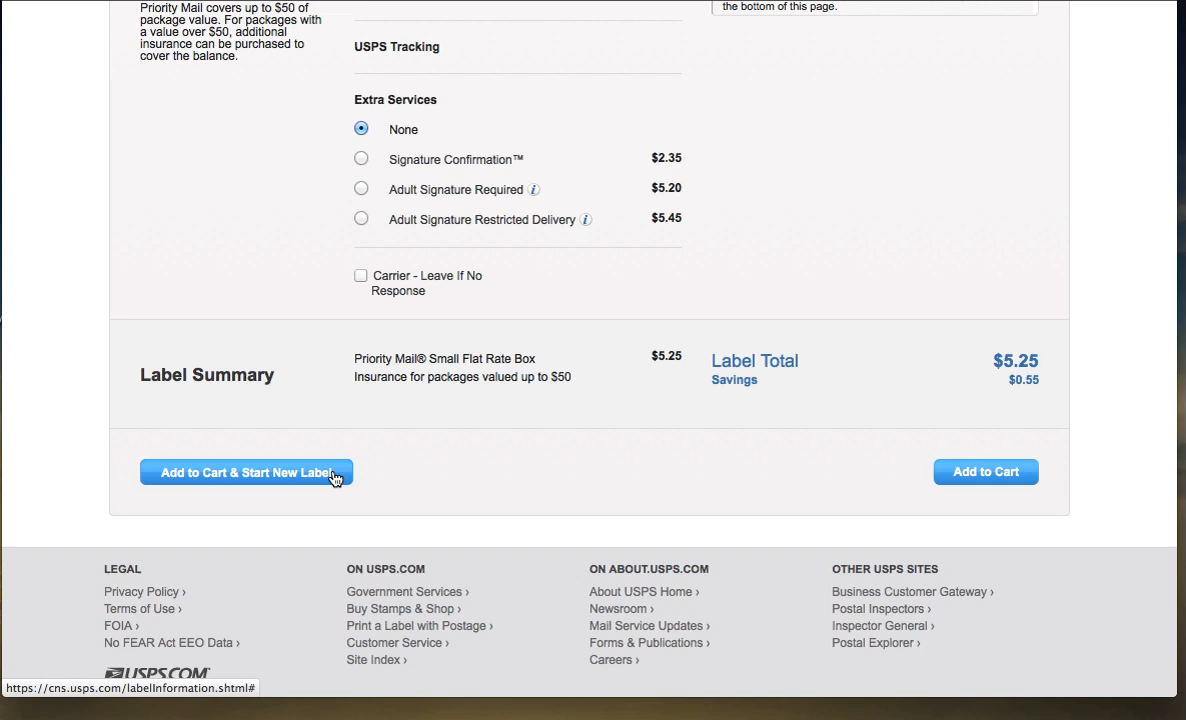 Priority Mail covers up to $50 of
package value. For packages with
a value over $50, additional
insurance can be purchased to
cover the balance.
the bottom of this page.
USPS Tracking
Extra Services
None
Signature Confirmation™ $2.35
Adult Signature Required i $5.20
Adult Signature Restricted Delivery i $5.45
Carrier - Leave If No
Response
Label Summary
Priority Mail® Small Flat Rate Box $5.25
Insurance for packages valued up to $50
Label Total $5.25
Savings $0.55
Add to Cart & Start New Label
Add to Cart
LEGAL
Privacy Policy ›
Terms of Use ›
FOIA ›
No FEAR Act EEO Data ›
ON USPS.COM
Government Services ›
Buy Stamps & Shop ›
Print a Label with Postage ›
Customer Service ›
Site Index ›
ON ABOUT.USPS.COM
About USPS Home ›
Newsroom ›
Mail Service Updates ›
Forms & Publications ›
Careers ›
OTHER USPS SITES
Business Customer Gateway ›
Postal Inspectors ›
Inspector General ›
Postal Explorer ›
USPS.COM
https://cns.usps.com/labelInformation.shtml#